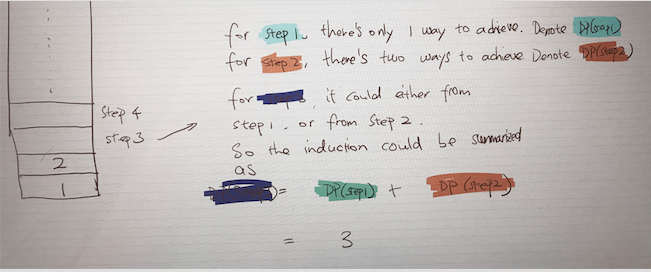 for step 1, there's only 1 way to achieve. Denote DP(step1)
for step 2, there's two ways to achieve Denote DP(step2)
for it could either from
step 1. or from step 2.
So the induction could be summarized
as
= DP(step1) + DP(step2)
= 3
step 4
step 3
2
1